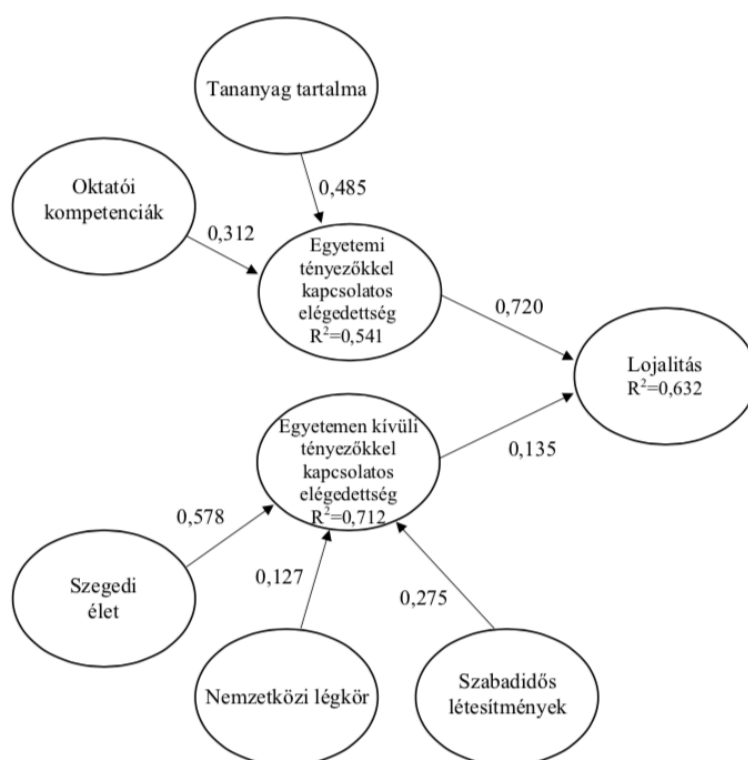 Tananyag tartalma
Oktatói
kompetenciák
0,485
0,312
Egyetemi
tényezőkkel
kapcsolatos
elégedettség
R²=0,541
0,720
Lojalitás
R²=0,632
Egyetemen kívüli
tényezőkkel
kapcsolatos
elégedettség
R²=0,712
0,135
0,578
0,127
0,275
Szegedi
élet
Nemzetközi légkör
Szabadidős
létesítmények